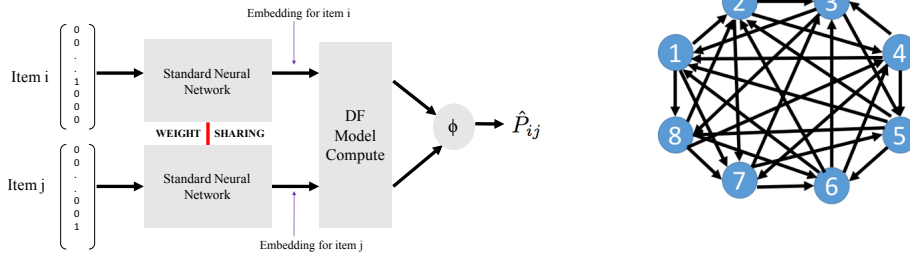 Embedding for item i
Item i
0
0
.
.
1
0
0
0
Standard Neural
Network
WEIGHT SHARING
DF
Model
Compute
ϕ
P̂ij
Item j
0
0
.
.
0
0
1
Standard Neural
Network
Embedding for item j
2
3
1
4
8
5
7
6